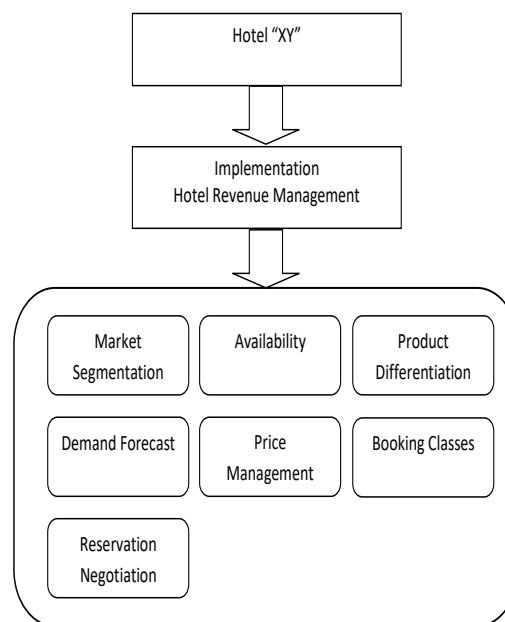 Hotel “XY”
Implementation
Hotel Revenue Management
Market
Segmentation
Availability
Product
Differentiation
Demand Forecast
Price
Management
Booking Classes
Reservation
Negotiation